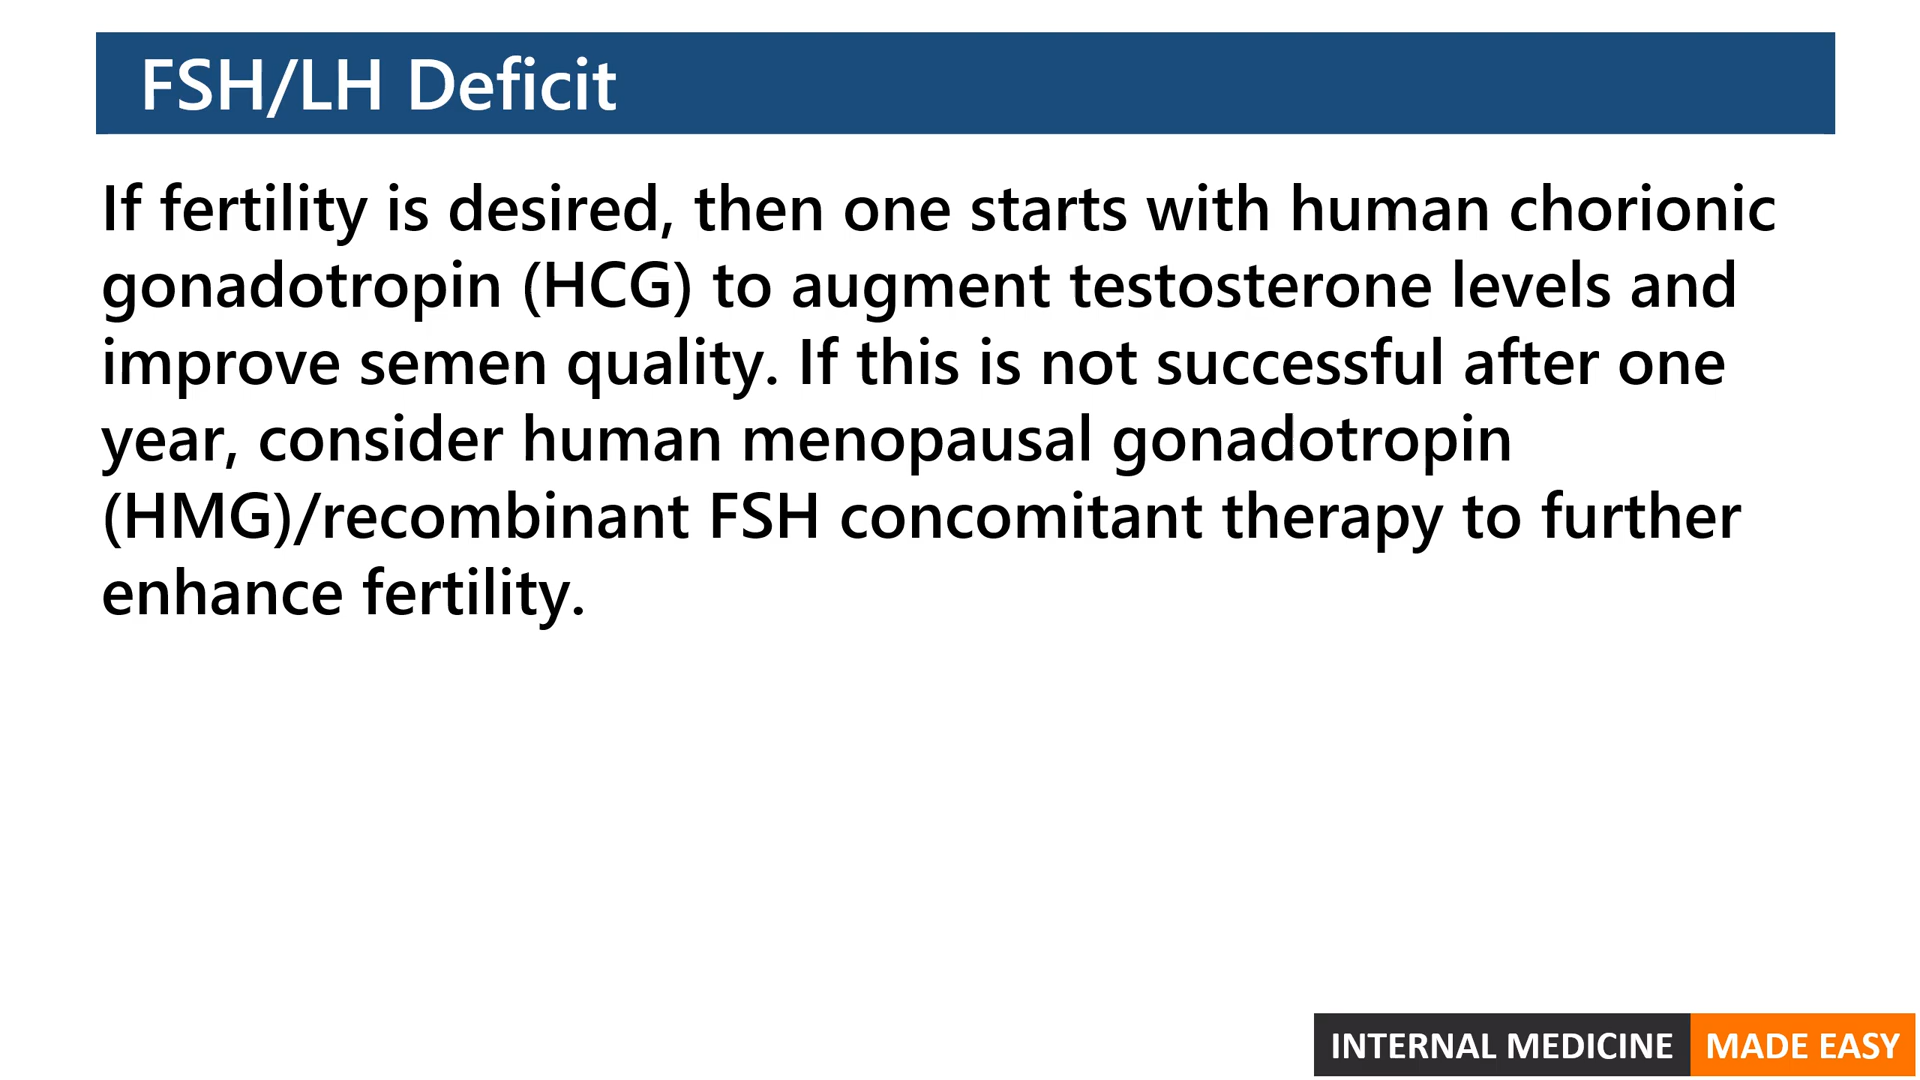 FSH/LH Deficit
If fertility is desired, then one starts with human chorionic
gonadotropin (HCG) to augment testosterone levels and
improve semen quality. If this is not successful after one
year, consider human menopausal gonadotropin
(HMG)/recombinant FSH concomitant therapy to further
enhance fertility.
INTERNAL MEDICINE MADE EASY